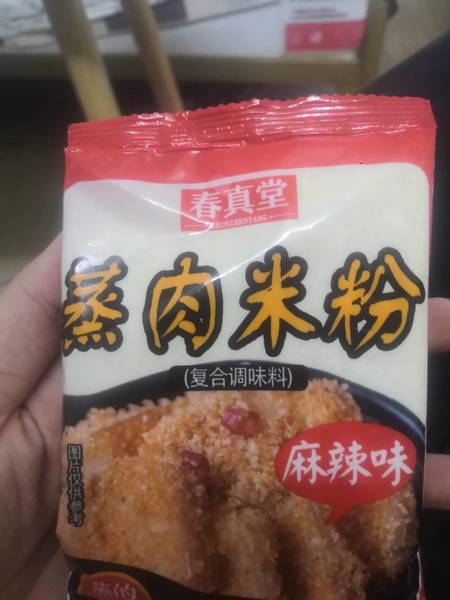 春真堂
蒸肉米粉
(复合调味料)
麻辣味
图片仅供参考